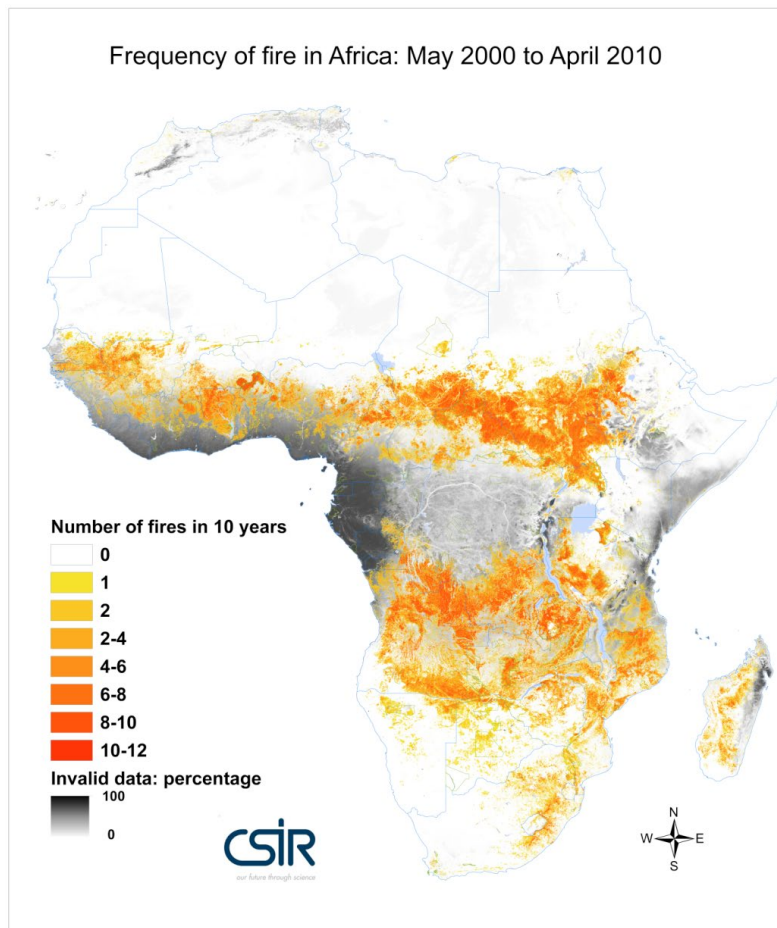 Frequency of fire in Africa: May 2000 to April 2010
Number of fires in 10 years
0
1
2
2-4
4-6
6-8
8-10
10-12
Invalid data: percentage
100
0
CSIR
our future through science
N
W E
S